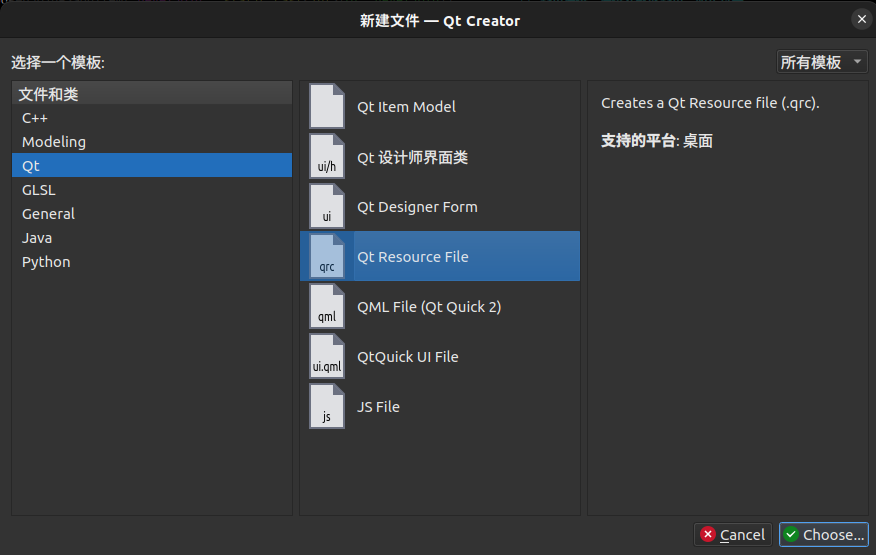 新建文件 — Qt Creator
选择一个模板:
所有模板
文件和类
C++
Modeling
Qt
GLSL
General
Java
Python
Qt Item Model
ui/h
Qt 设计师界面类
ui
Qt Designer Form
qrc
Qt Resource File
qml
QML File (Qt Quick 2)
ui.qml
QtQuick UI File
js
JS File
Creates a Qt Resource file (.qrc).
支持的平台: 桌面
Cancel
Choose...